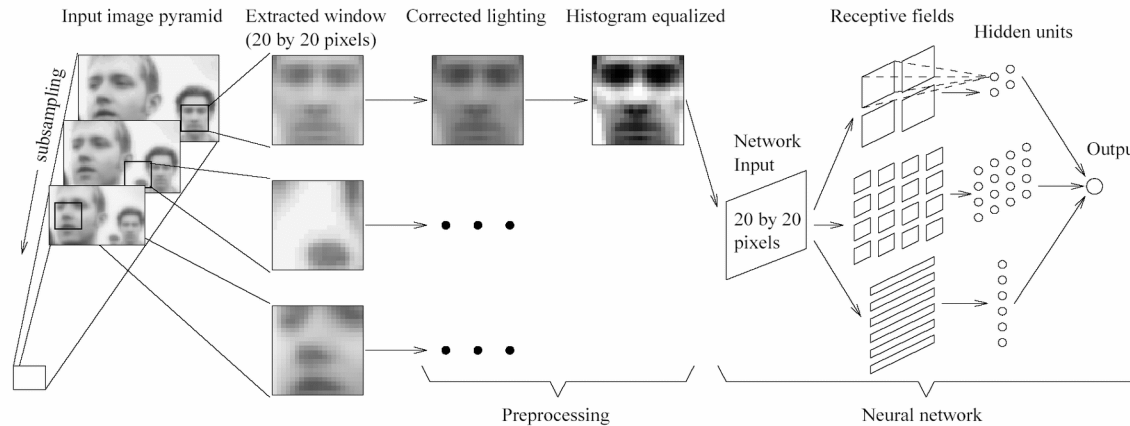 Input image pyramid
Extracted window
(20 by 20 pixels)
Corrected lighting
Histogram equalized
Receptive fields
Hidden units
subsampling
Network
Input
20 by 20
pixels
Output
Preprocessing
Neural network